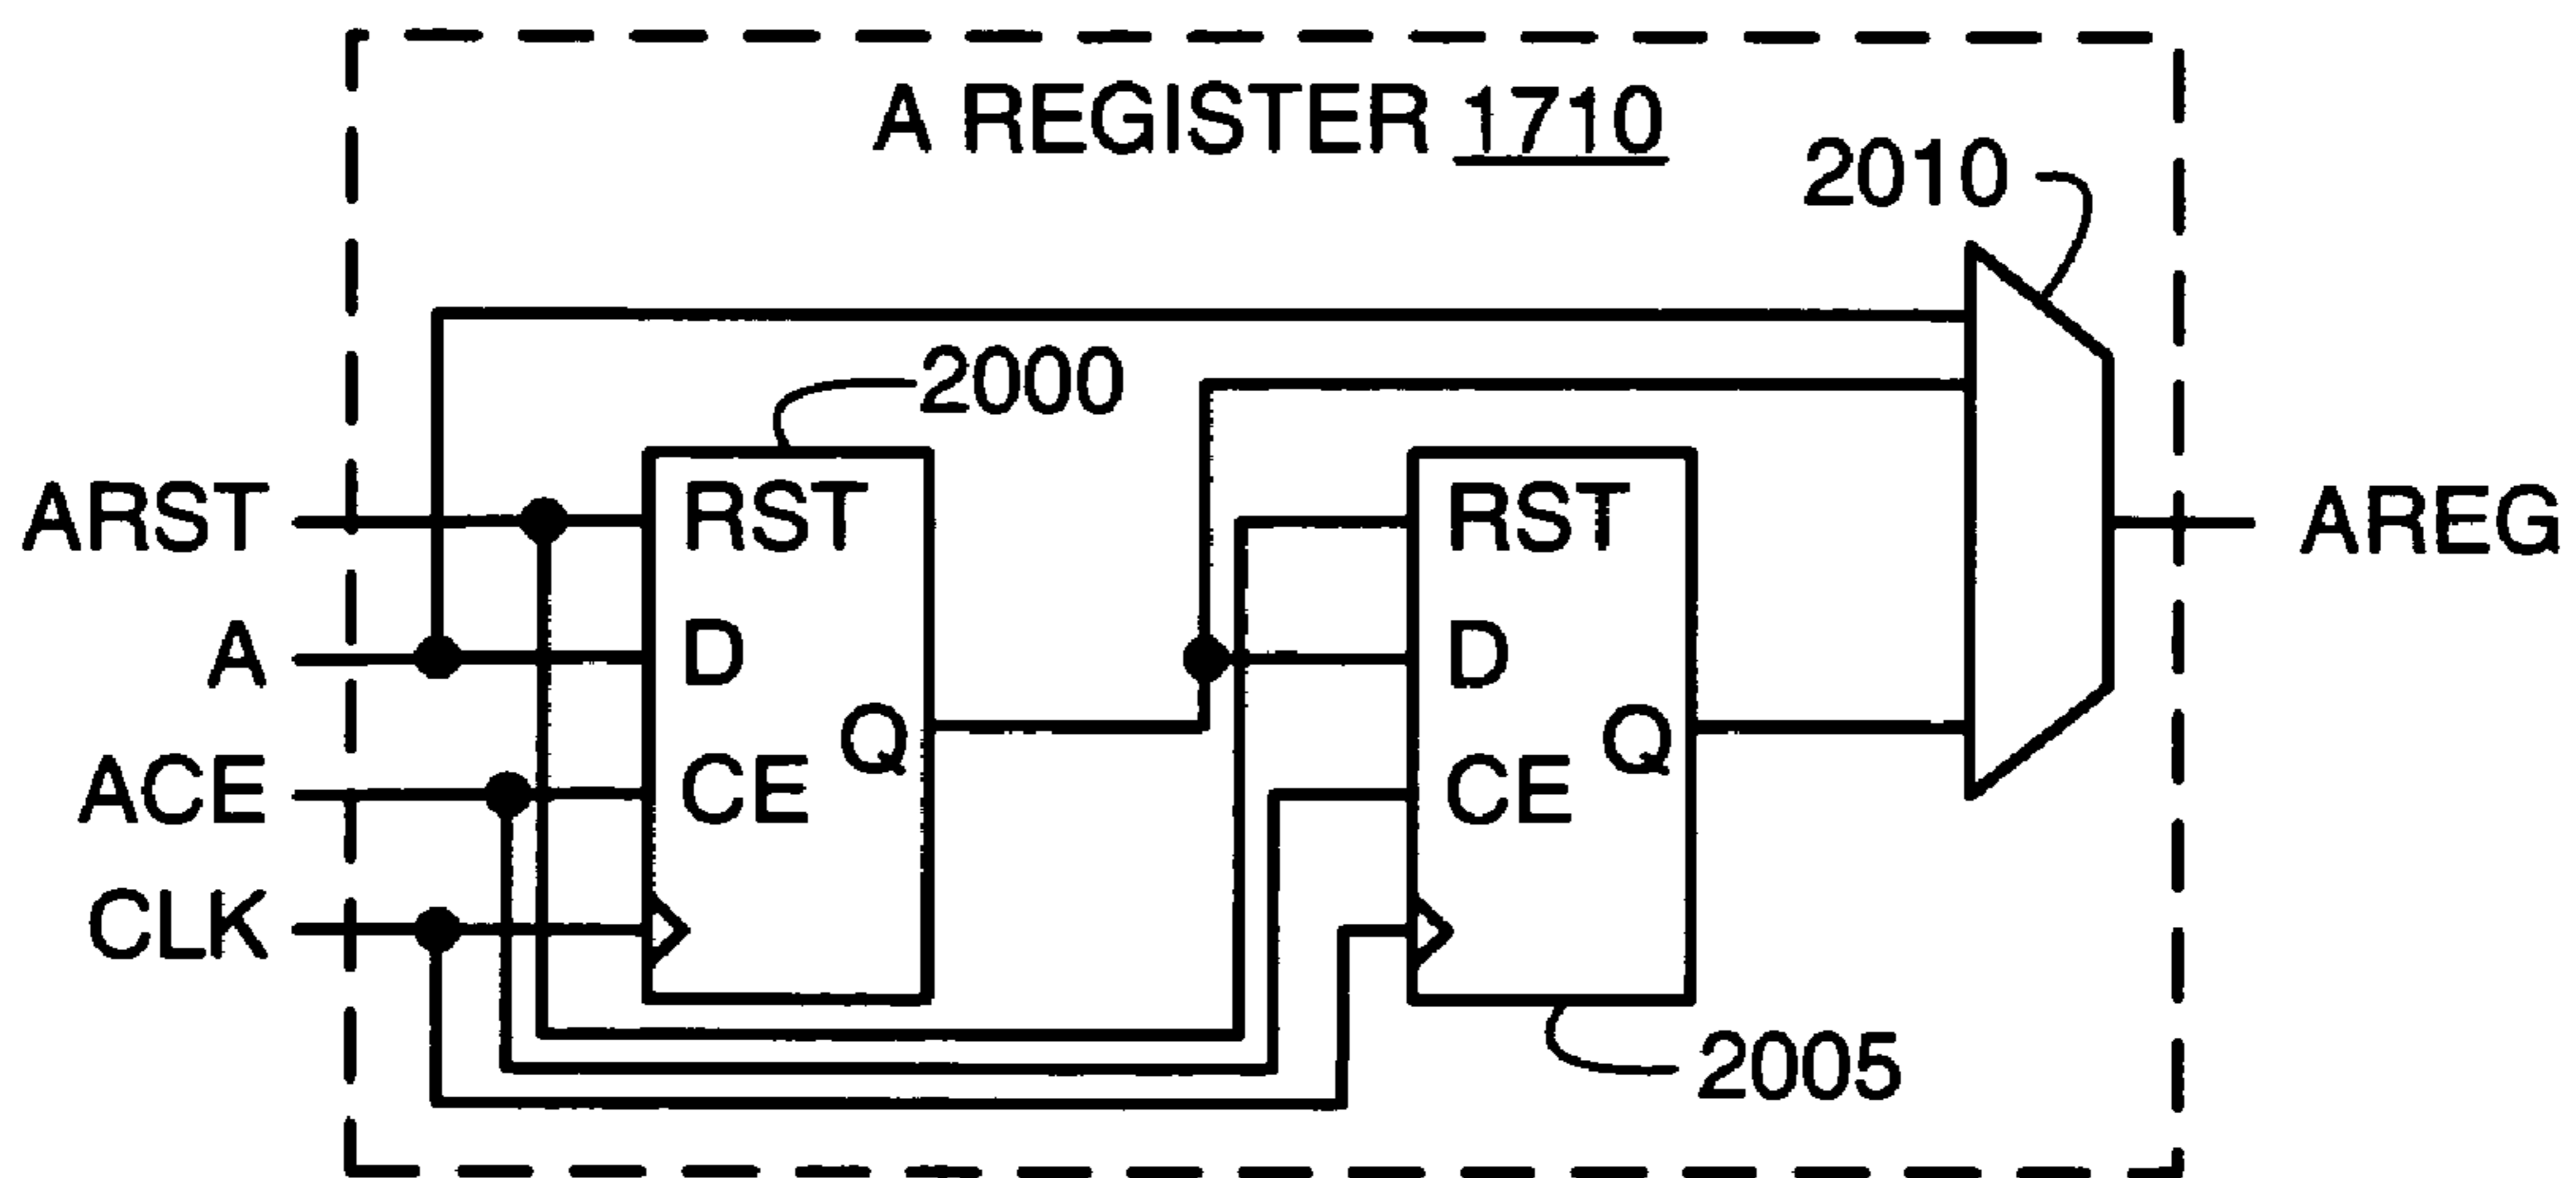 A REGISTER 1710
2010
2000
ARST
RST
RST
AREG
A
D
D
Q
Q
ACE
CE
CE
CLK
2005